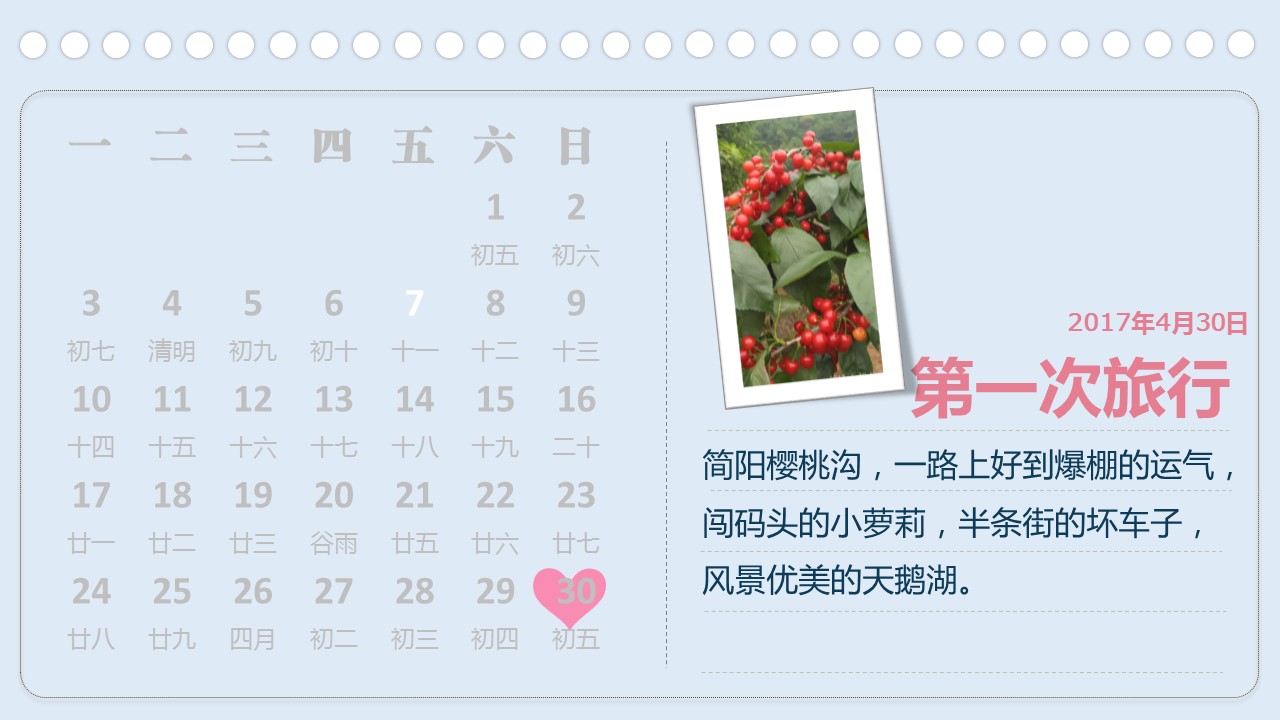 一 二 三 四 五 六 日
1 2
初五 初六
3 4 5 6 7 8 9
初七 清明 初九 初十 十一 十二 十三
10 11 12 13 14 15 16
十四 十五 十六 十七 十八 十九 二十
17 18 19 20 21 22 23
廿一 廿二 廿三 谷雨 廿五 廿六 廿七
24 25 26 27 28 29 30
廿八 廿九 四月 初二 初三 初四 初五
2017年4月30日
第一次旅行
简阳樱桃沟，一路上好到爆棚的运气，
闯码头的小萝莉，半条街的坏车子，
风景优美的天鹅湖。